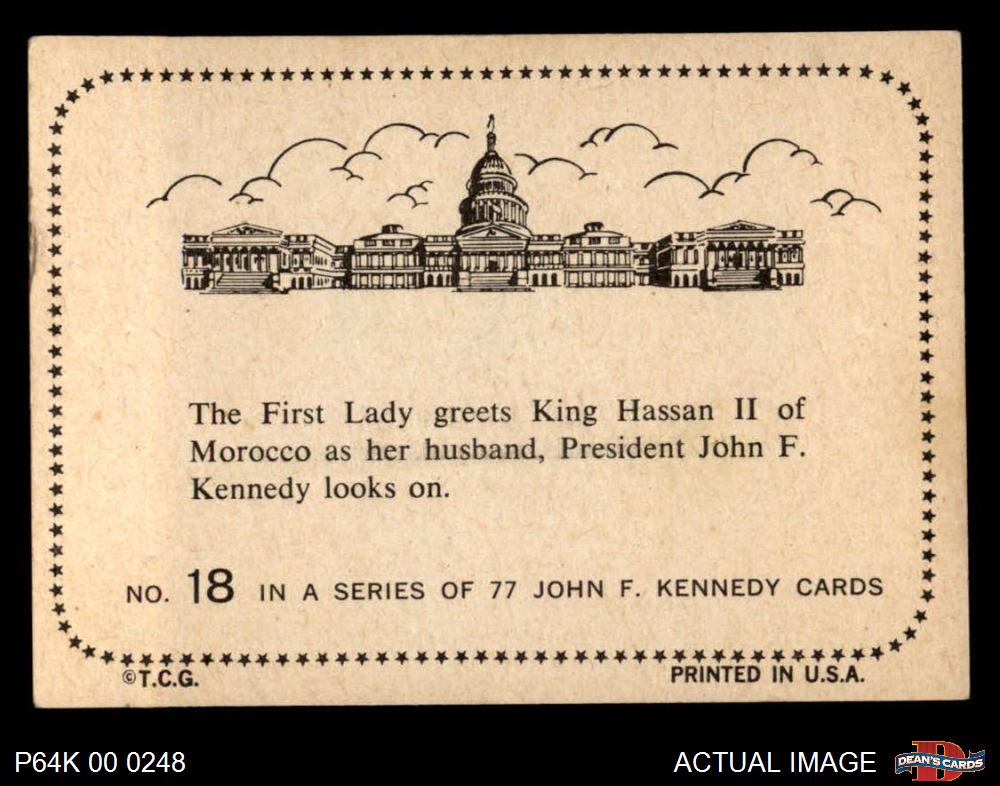 The First Lady greets King Hassan II of
Morocco as her husband, President John F.
Kennedy looks on.
NO. 18 IN A SERIES OF 77 JOHN F. KENNEDY CARDS
©T.C.G. PRINTED IN U.S.A.
P64K 00 0248 ACTUAL IMAGE D DEAN'S CARDS